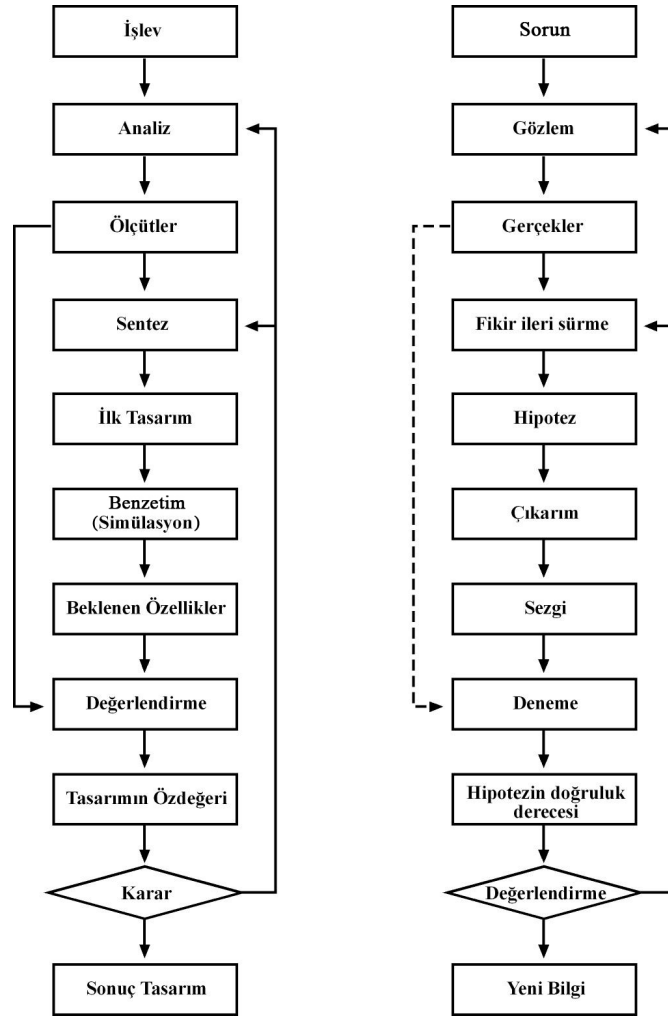 İşlev
Analiz
Ölçütler
Sentez
İlk Tasarım
Benzetim
(Simülasyon)
Beklenen Özellikler
Değerlendirme
Tasarımın Özdeğeri
Karar
Sonuç Tasarım
Sorun
Gözlem
Gerçekler
Fikir ileri sürme
Hipotez
Çıkarım
Sezgi
Deneme
Hipotezin doğruluk
derecesi
Değerlendirme
Yeni Bilgi